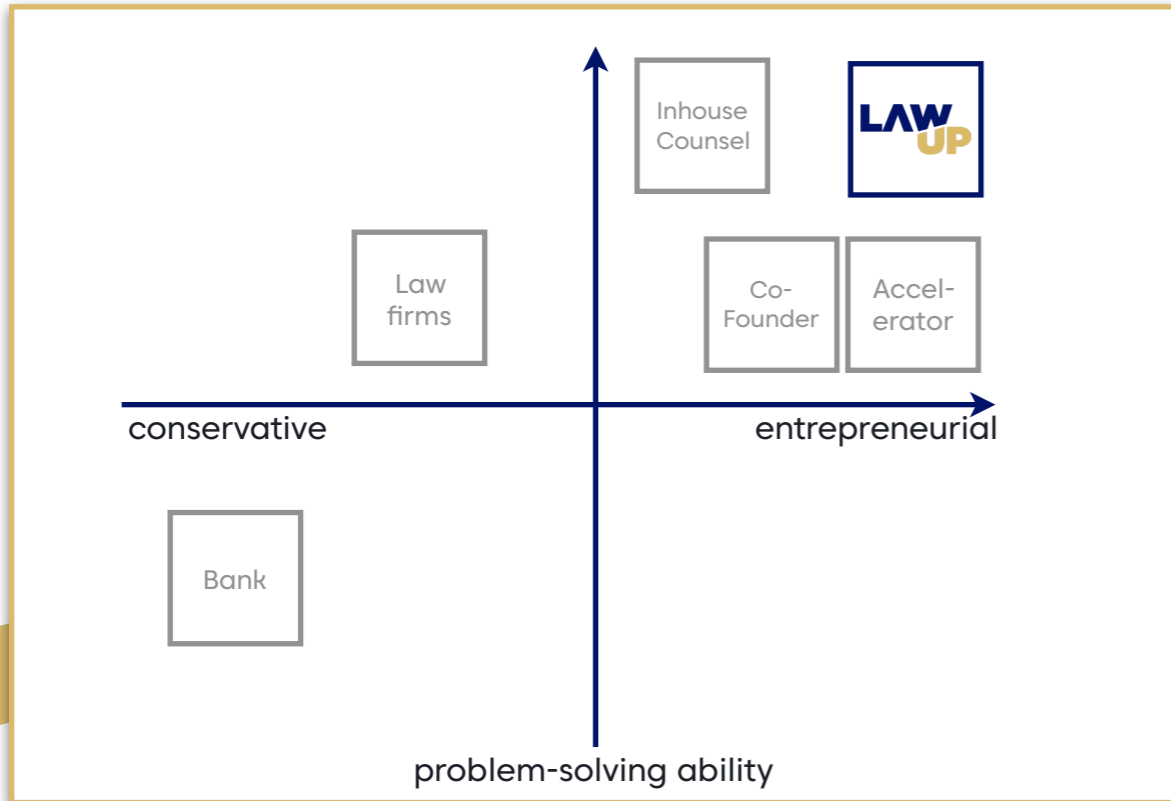 Inhouse
Counsel
LAW
UP
Law
firms
Co-
Founder
Accel-
erator
conservative
entrepreneurial
Bank
problem-solving ability